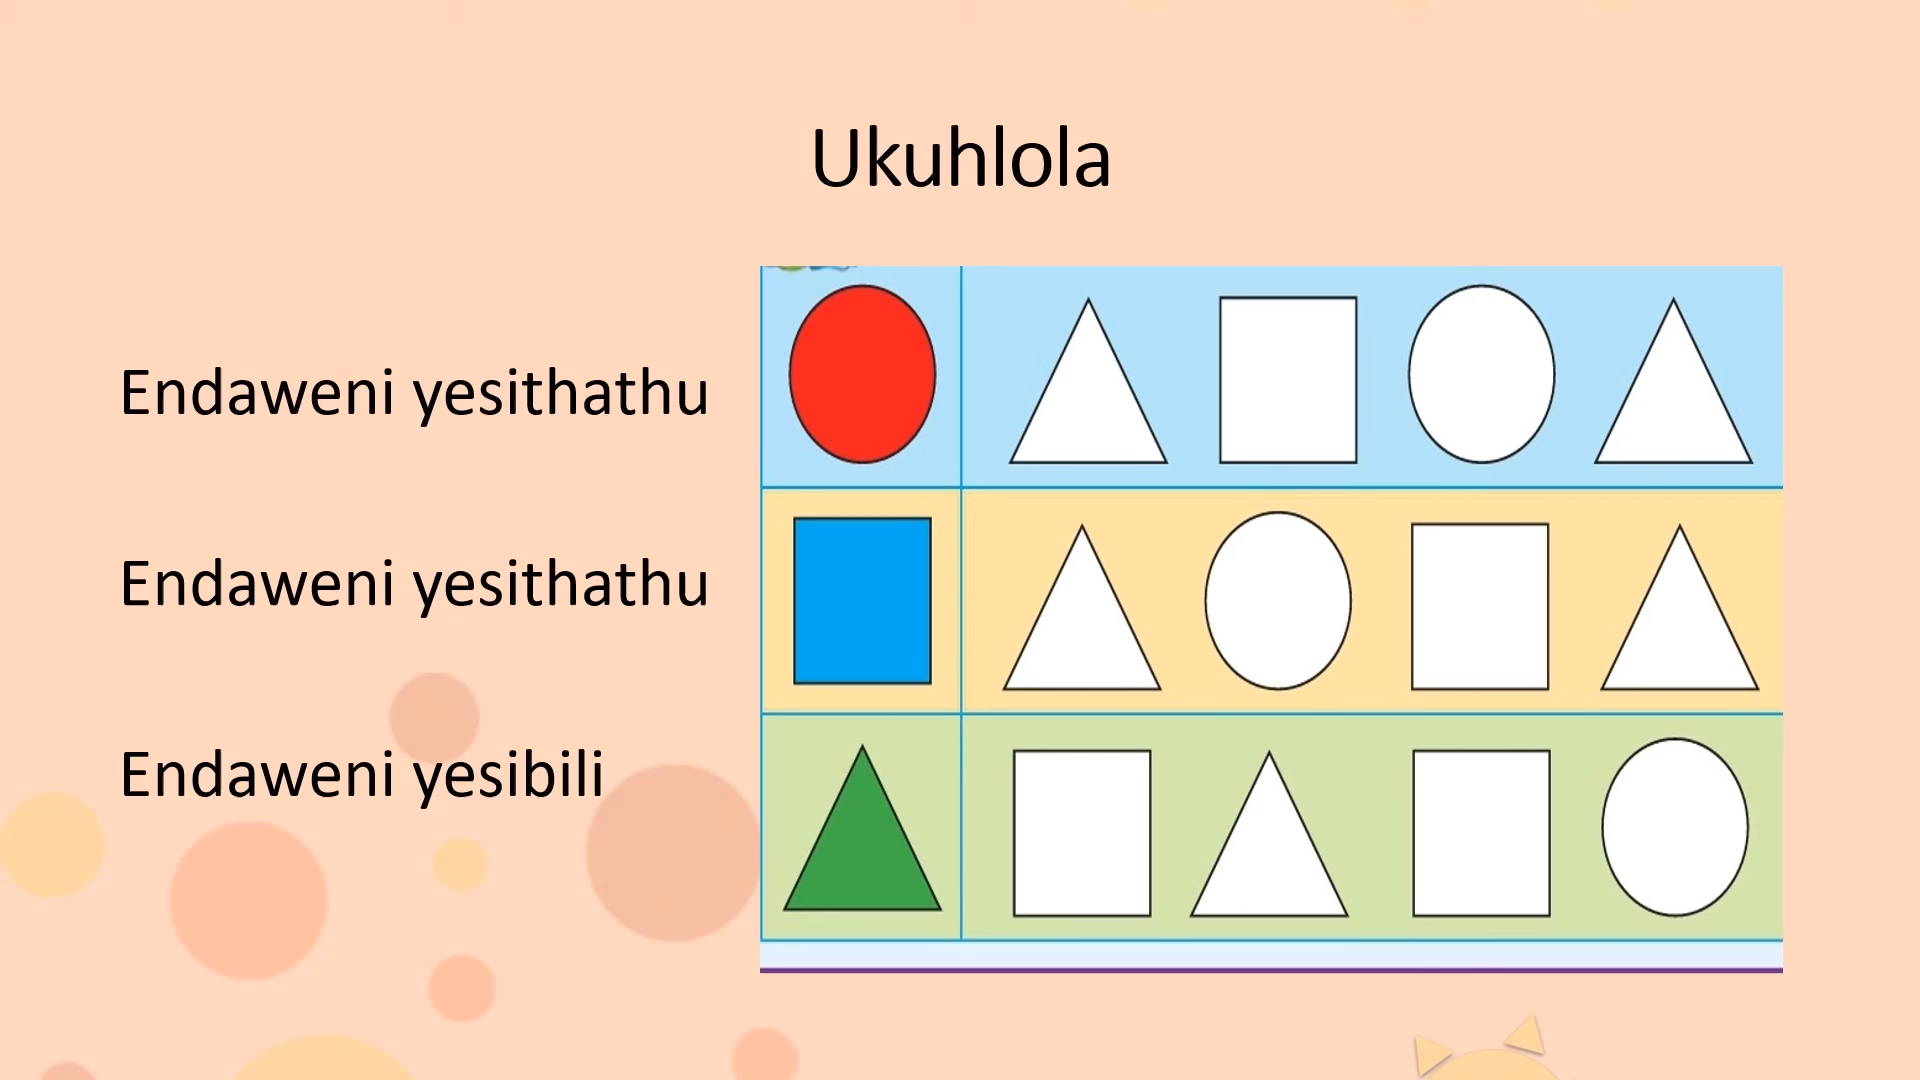 Ukuhlola
Endaweni yesithathu
Endaweni yesithathu
Endaweni yesibili